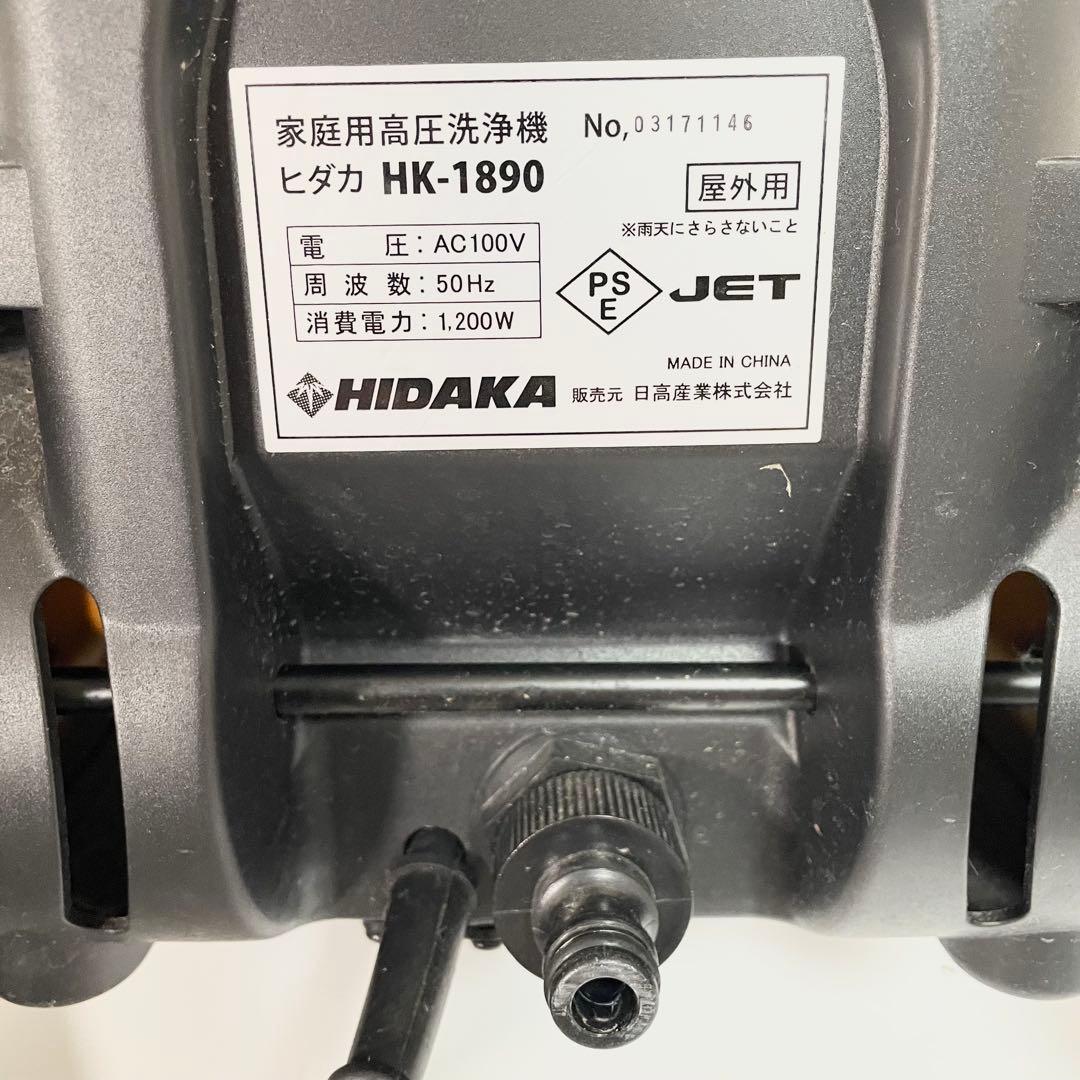 家庭用高圧洗浄機 No,03171146
ヒダカ HK-1890
屋外用
※雨天にさらさないこと
電 圧：AC100V
周波数：50Hz
消費電力：1,200W
PS
E
JET
MADE IN CHINA
HIDAKA 販売元 日高産業株式会社